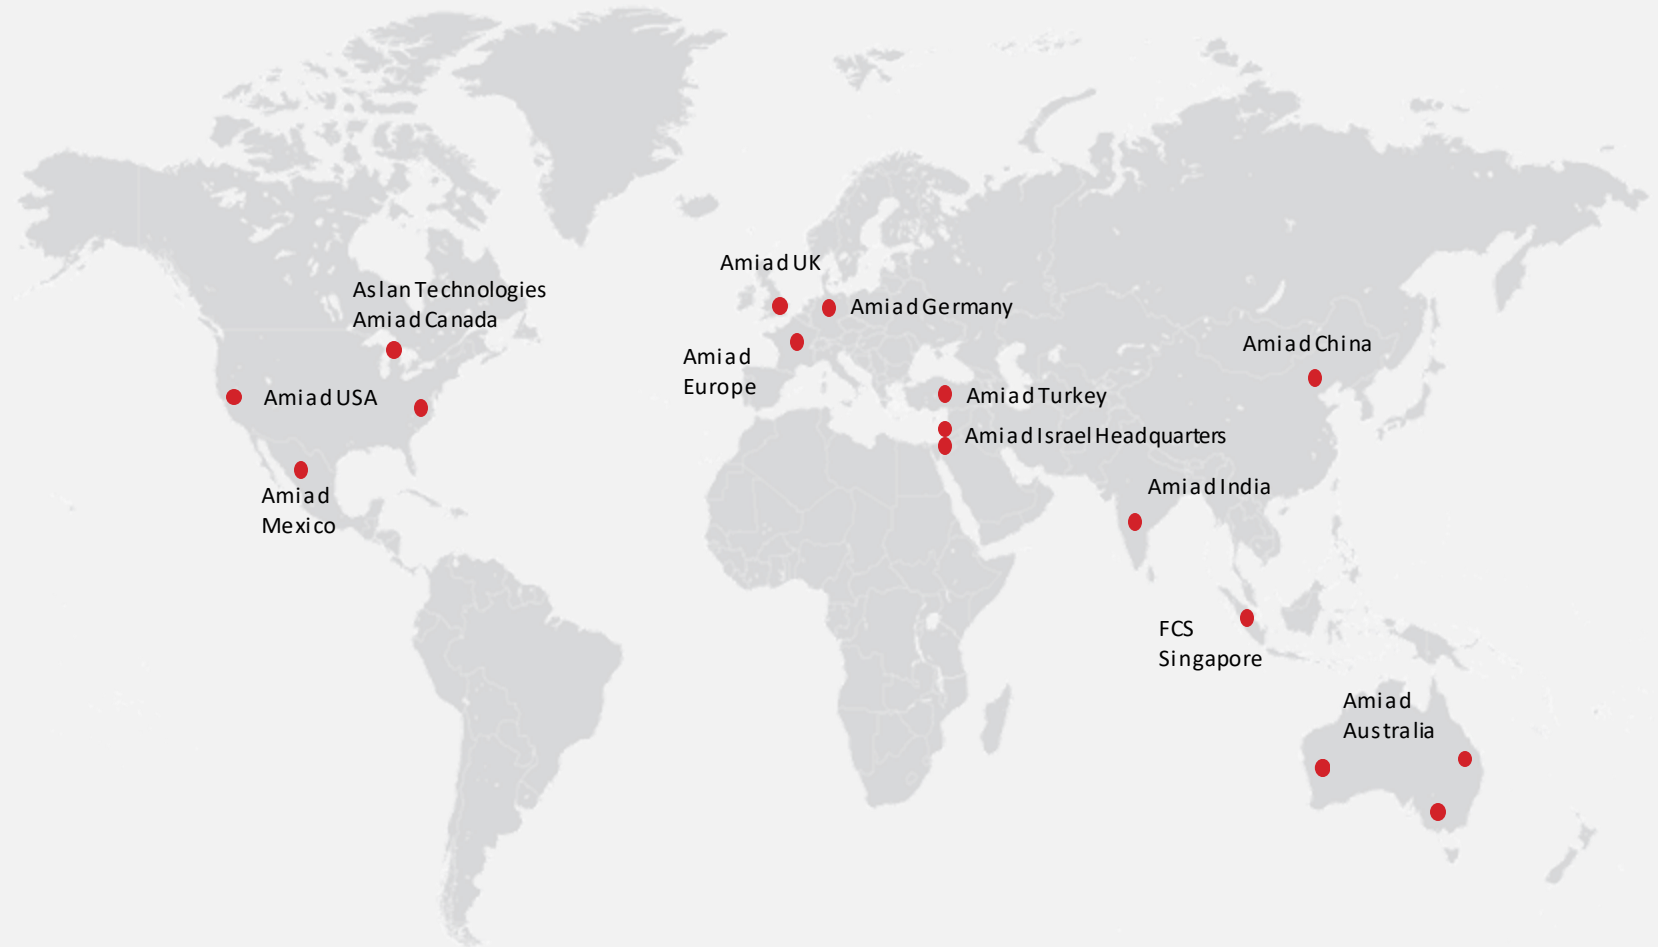 Amiad UK
Aslan Technologies
Amiad Canada
Amiad Germany
Amiad China
Amiad
Europe
Amiad USA
Amiad Turkey
Amiad Israel Headquarters
Amiad India
Amiad
Mexico
FCS
Singapore
Amiad
Australia